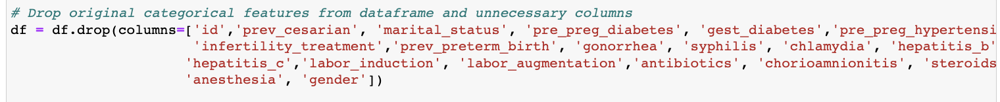 # Drop original categorical features from dataframe and unnecessary columns
df = df.drop(columns=['id','prev_cesarian', 'marital_status', 'pre_preg_diabetes', 'gest_diabetes','pre_preg_hypertensi
'infertility_treatment','prev_preterm_birth', 'gonorrhea', 'syphilis', 'chlamydia', 'hepatitis_b'
'hepatitis_c','labor_induction', 'labor_augmentation','antibiotics', 'chorioamnionitis', 'steroids
'anesthesia', 'gender'])